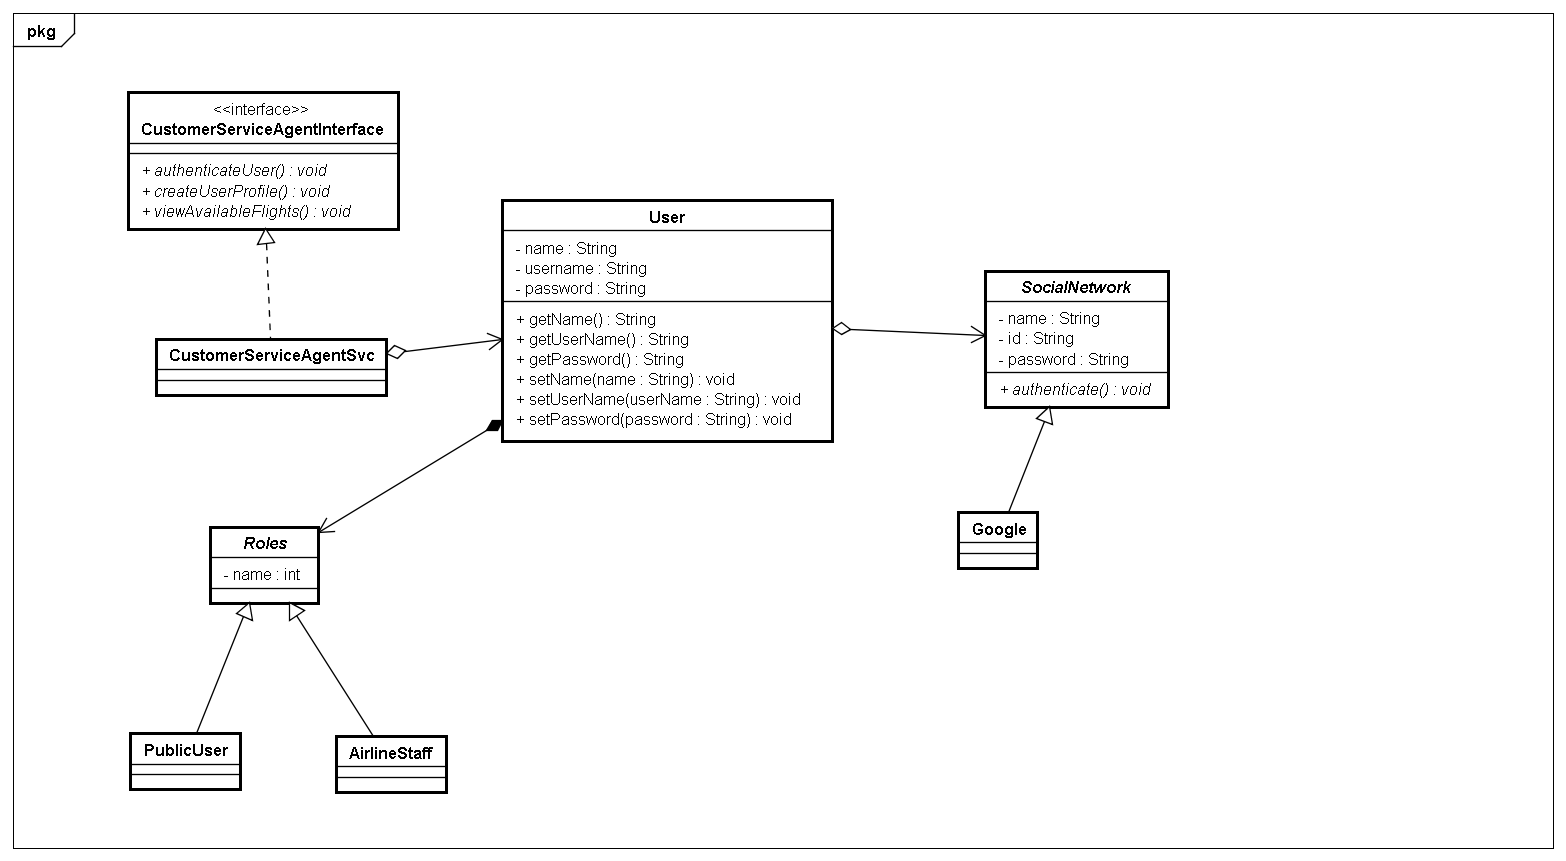 pkg
<<interface>>
CustomerServiceAgentInterface
+ authenticateUser() : void
+ createUserProfile() : void
+ viewAvailableFlights() : void
CustomerServiceAgentSvc
User
- name : String
- username : String
- password : String
+ getName() : String
+ getUserName() : String
+ getPassword() : String
+ setName(name : String) : void
+ setUserName(userName : String) : void
+ setPassword(password : String) : void
SocialNetwork
- name : String
- id : String
- password : String
+ authenticate() : void
Google
Roles
- name : int
PublicUser
AirlineStaff